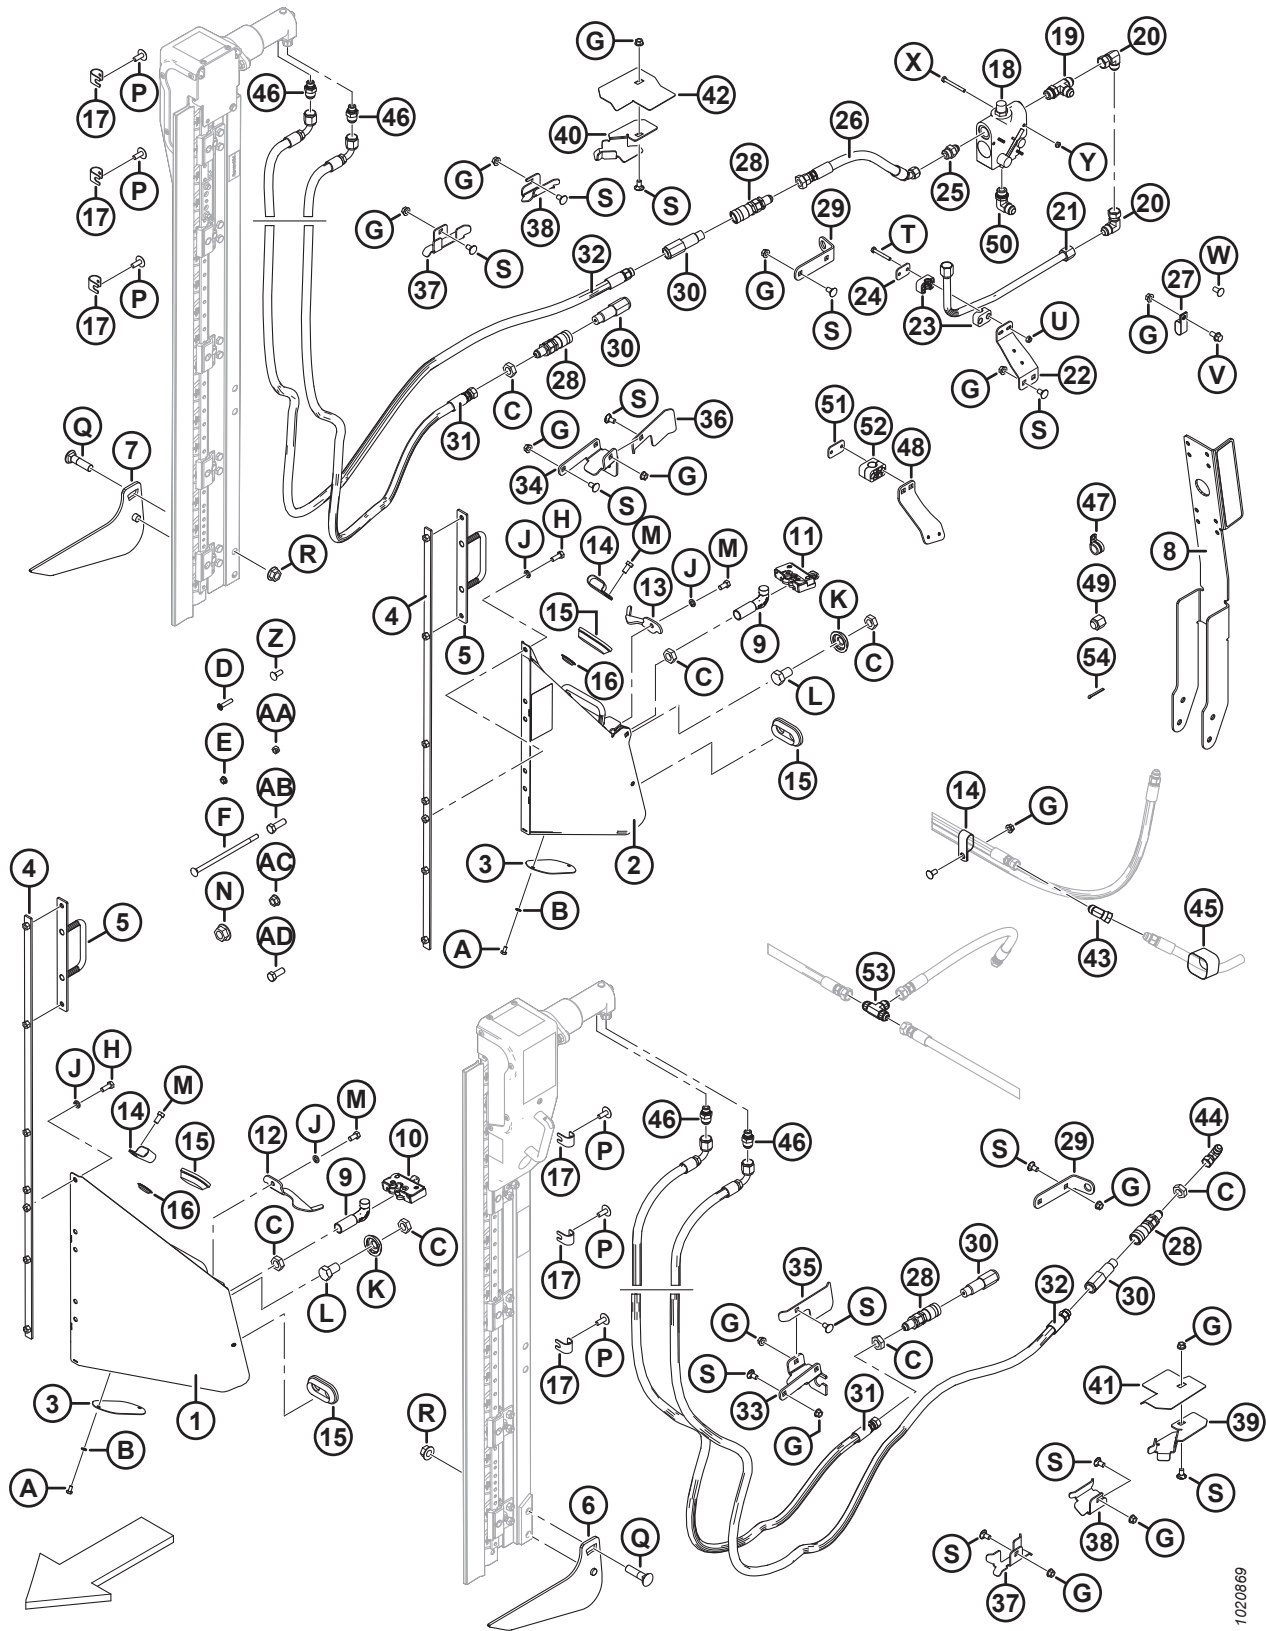 G
19
20
X
18
46
P
42
17
46
40
26
28
Y
P
G
25
29
S
S
T
50
21
20
17
G
38
W
37
S
32
30
G
24
27
P
S
23
U
G
17
30
V
28
G
22
C
S
51
52
48
Q
7
31
S
36
G
34
G
S
47
H
M
J
14
11
8
R
M
J
13
K
49
4
15
5
9
C
54
Z
C
16
D
L
AA
E
15
14
G
AB
F
3
2
4
AC
45
N
B
5
43
AD
A
53
H
J
M
14
M
15
12
J
10
46
P
46
44
9
S
29
17
16
C
G
C
C
P
30
28
K
35
28
17
L
S
32
30
G
C
G
P
S
41
17
33
31
3
1
15
R
39
G
B
S
A
6
S
38
G
Q
S
37
G
1020869